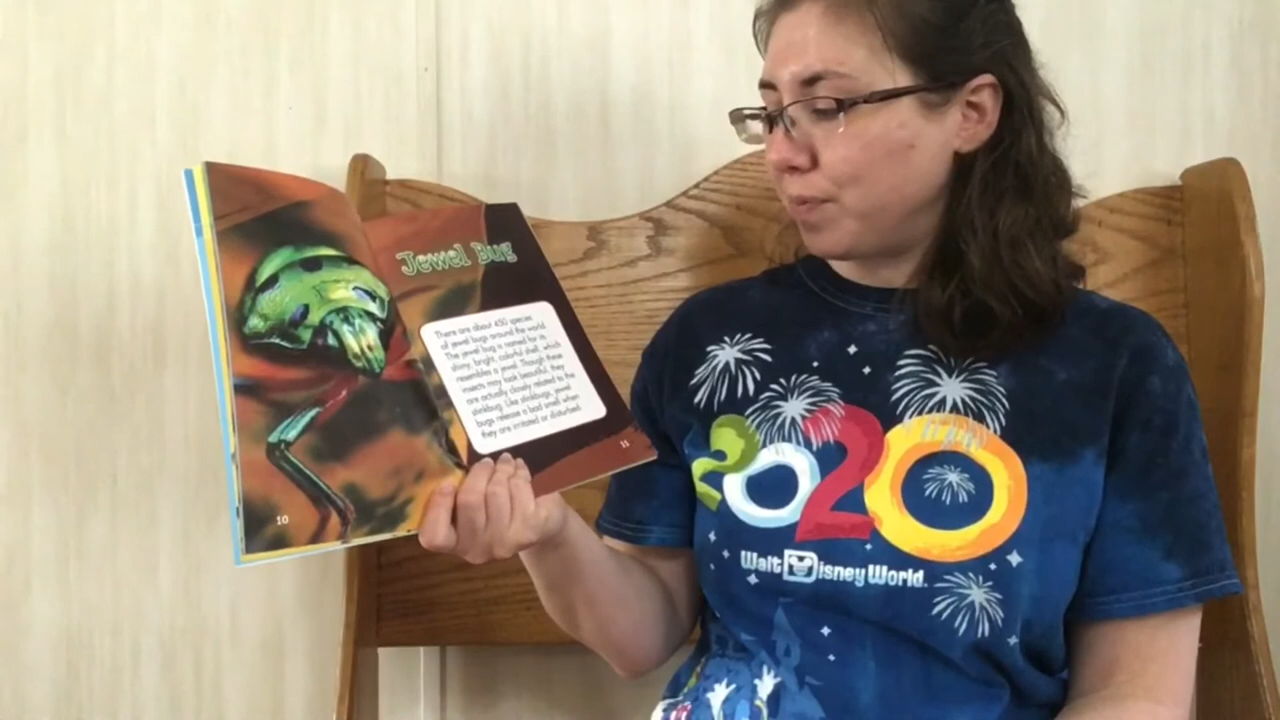 Jewel Bug
There are about 450 species
of jewel bugs around the world.
The jewel bug is named for its
shiny, bright, colorful shell, which
resembles a jewel. Though these
insects may look beautiful, they
are actually closely related to the
stinkbug. Like stinkbugs, jewel
bugs release a bad smell when
they are irritated or disturbed.
10
11
2020
Walt Disney World